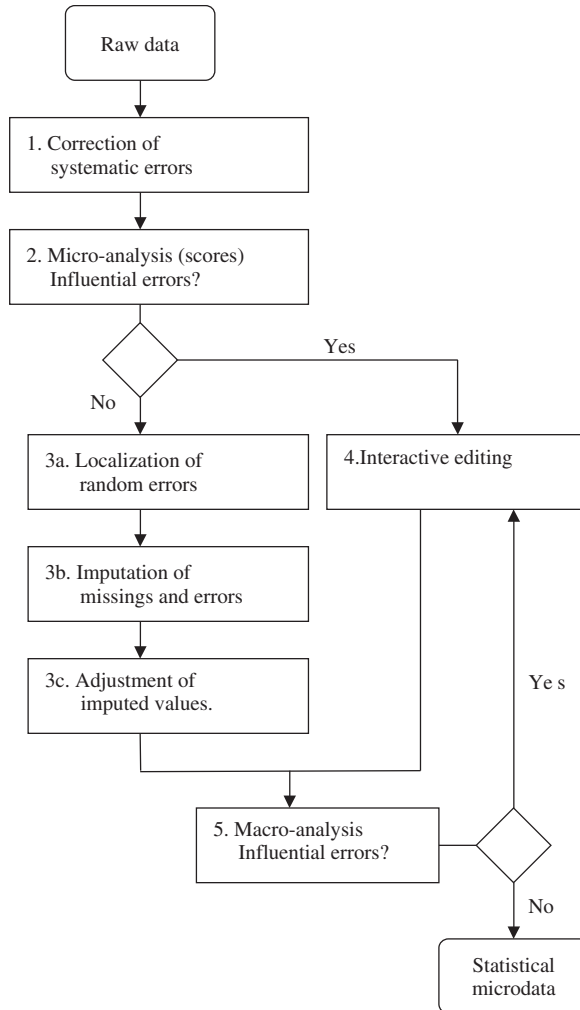 Raw data
1. Correction of
systematic errors
2. Micro-analysis (scores)
Influential errors?
Yes
No
3a. Localization of
random errors
4.Interactive editing
3b. Imputation of
missings and errors
3c. Adjustment of
imputed values.
Ye s
5. Macro-analysis
Influential errors?
No
Statistical
microdata